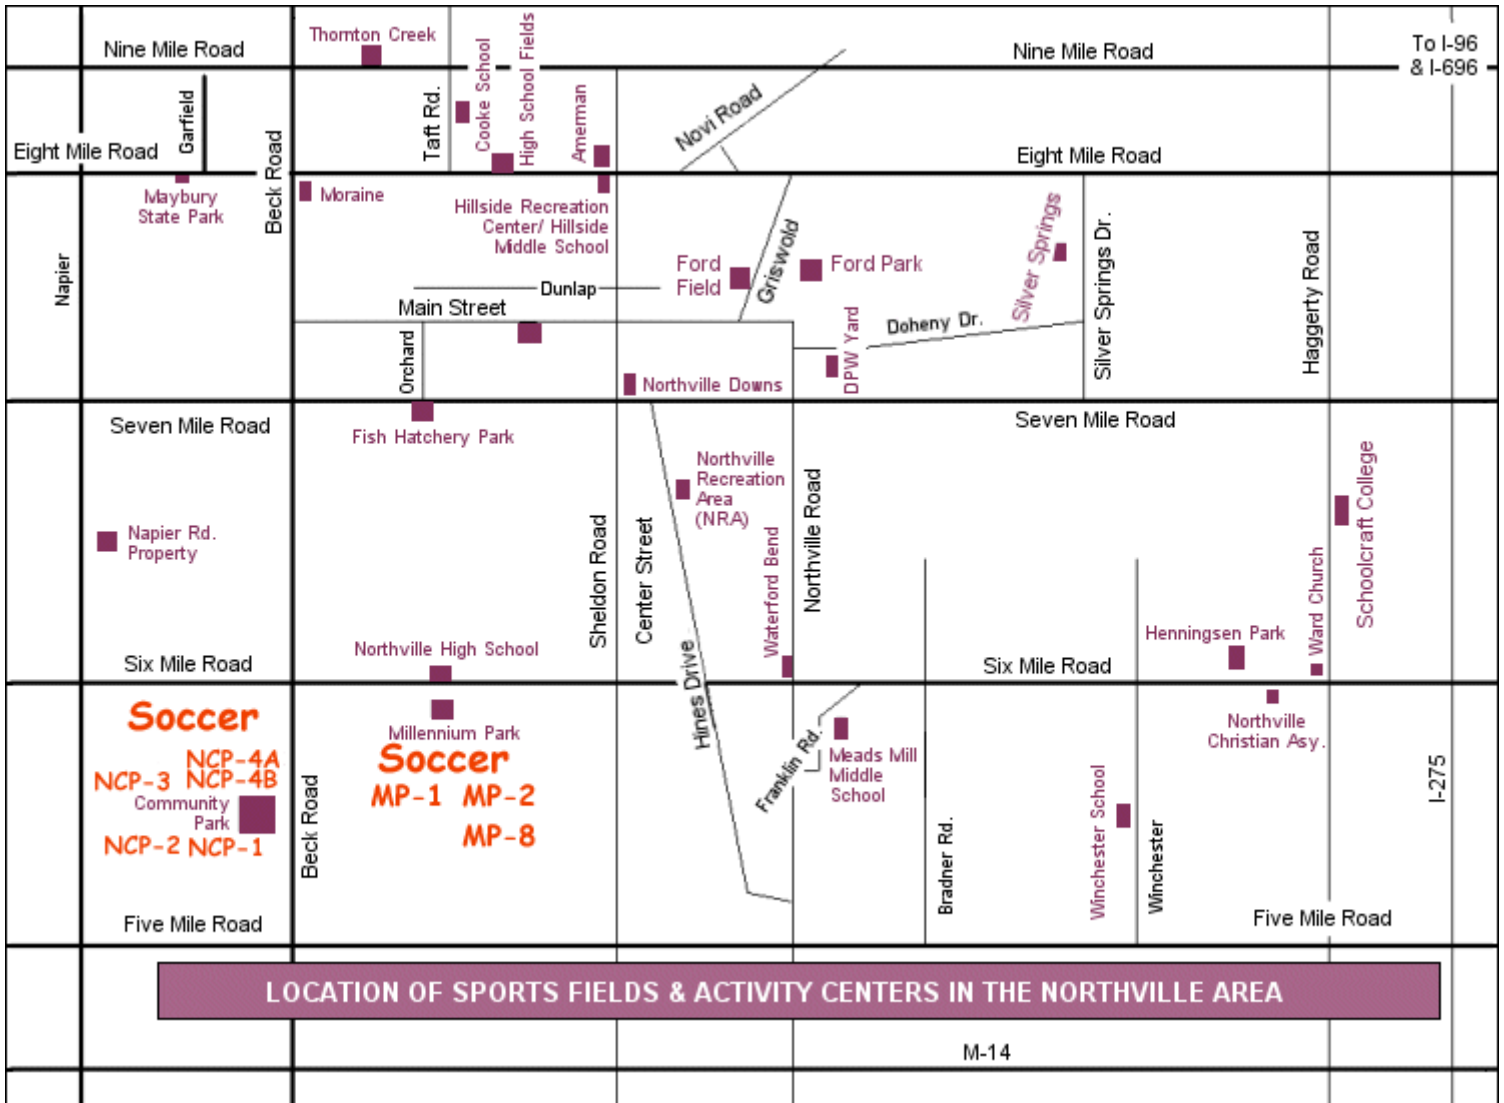 Thornton Creek
Nine Mile Road
Nine Mile Road
To I-96
& I-696
Cooke School
High School Fields
Taft Rd.
Garfield
Amerman
Novi Road
Beck Road
Eight Mile Road
Eight Mile Road
Maybury
State Park
Moraine
Hillside Recreation
Center/ Hillside
Middle School
Silver Springs
Silver Springs Dr.
Napier
Ford
Field
Griswold
Ford Park
Haggerty Road
Dunlap
Main Street
Doheny Dr.
Orchard
DPW Yard
Northville Downs
Seven Mile Road
Fish Hatchery Park
Seven Mile Road
Northville
Recreation
Area
(NRA)
Northville Road
Schoolcraft College
Napier Rd.
Property
Sheldon Road
Center Street
Waterford Bend
Ward Church
Henningsen Park
Northville High School
Six Mile Road
Six Mile Road
Hines Drive
Soccer
Millennium Park
Soccer
Franklin Rd.
Meads Mill
Middle
School
Northville
Christian Asy.
NCP-4A
NCP-3 NCP-4B
Community
Park
NCP-2 NCP-1
MP-1 MP-2
MP-8
Beck Road
I-275
Bradner Rd.
Winchester School
Winchester
Five Mile Road
Five Mile Road
LOCATION OF SPORTS FIELDS & ACTIVITY CENTERS IN THE NORTHVILLE AREA
M-14